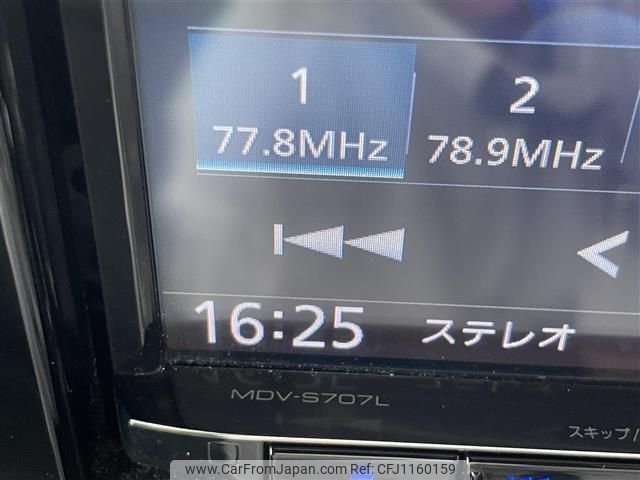 1
77.8MHz
2
78.9MHz
16:25 ステレオ
MDV-S707L
スキップ/
www.CarFromJapan.com | Ref No. CFJ1160159